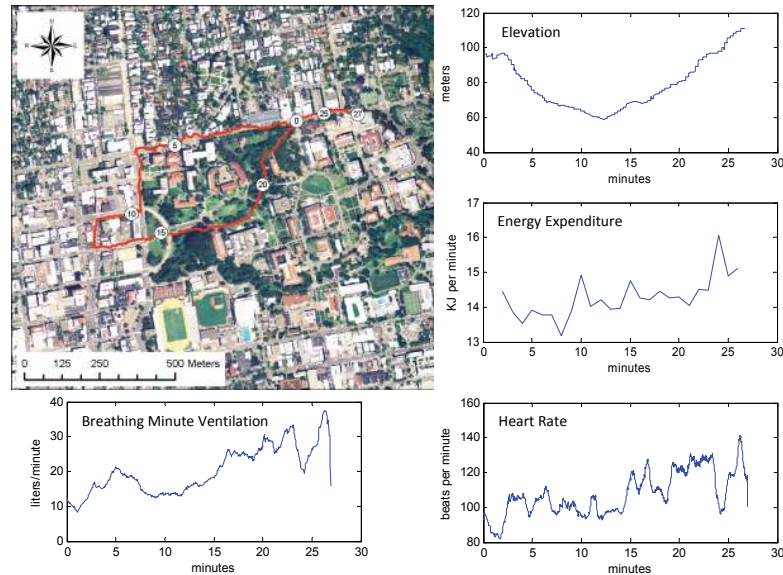 N
W
E
S
0
5
10
15
20
25
27
0 125 250 500 Meters
Elevation
120
100
80
60
40
meters
0 5 10 15 20 25 30
minutes
Energy Expenditure
17
16
15
14
13
KJ per minute
0 5 10 15 20 25 30
minutes
Breathing Minute Ventilation
40
30
20
10
0
liters/minute
0 5 10 15 20 25 30
minutes
Heart Rate
160
140
120
100
80
beats per minute
0 5 10 15 20 25 30
minutes